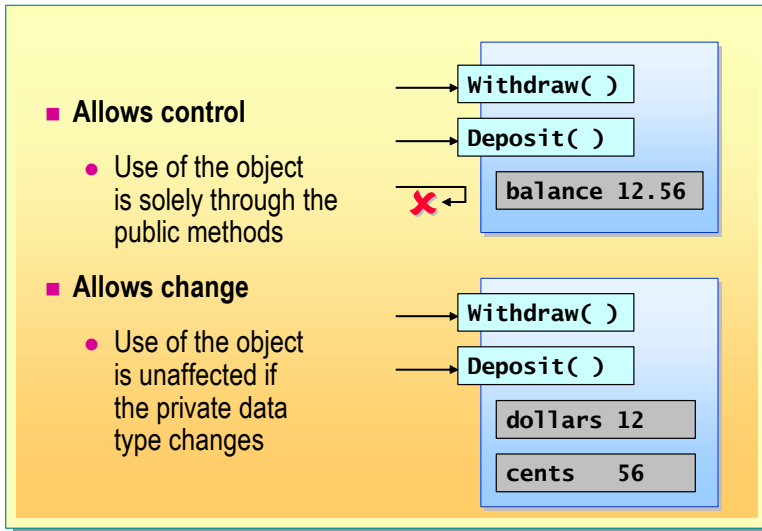 Allows control
Use of the object
is solely through the
public methods
Withdraw( )
Deposit( )
balance 12.56
Allows change
Use of the object
is unaffected if
the private data
type changes
Withdraw( )
Deposit( )
dollars 12
cents 56